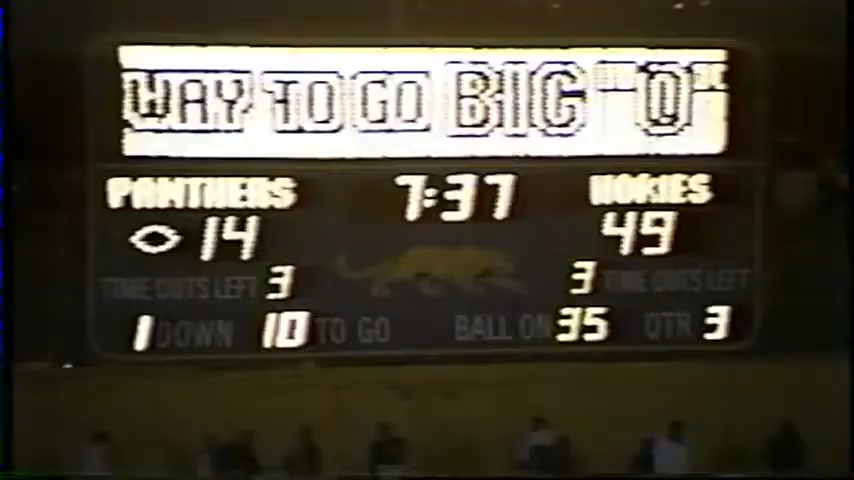 WAY TO GO BIG "Q"
PANTHERS 7:37 HOKIES
14 49
TIME OUTS LEFT 3 3 TIME OUTS LEFT
1 DOWN 10 TO GO BALL ON 35 QTR 3